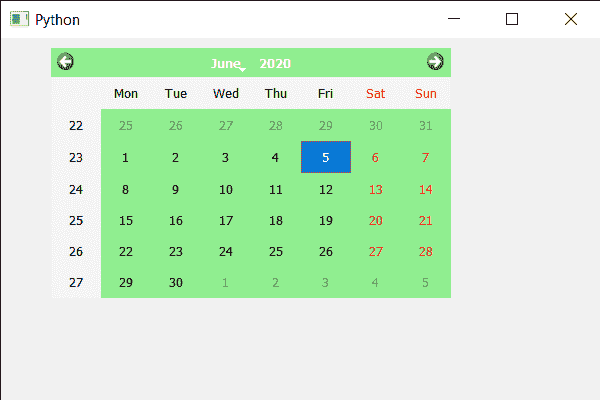 Python
June 2020
Mon Tue Wed Thu Fri Sat Sun
22 25 26 27 28 29 30 31
23 1 2 3 4 5 6 7
24 8 9 10 11 12 13 14
25 15 16 17 18 19 20 21
26 22 23 24 25 26 27 28
27 29 30 1 2 3 4 5